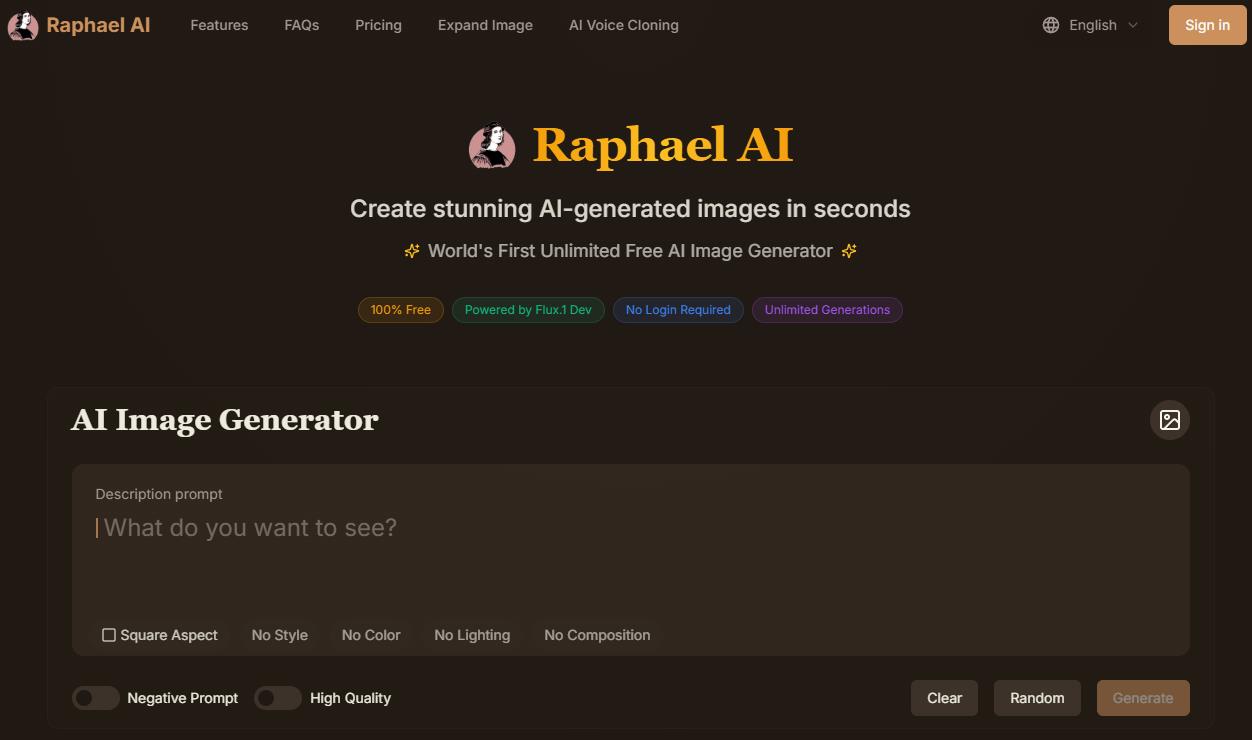 Raphael AI Features FAQs Pricing Expand Image AI Voice Cloning English Sign in
Raphael AI
Create stunning AI-generated images in seconds
World's First Unlimited Free AI Image Generator
100% Free Powered by Flux.1 Dev No Login Required Unlimited Generations
AI Image Generator
Description prompt
What do you want to see?
Square Aspect No Style No Color No Lighting No Composition
Negative Prompt High Quality Clear Random Generate